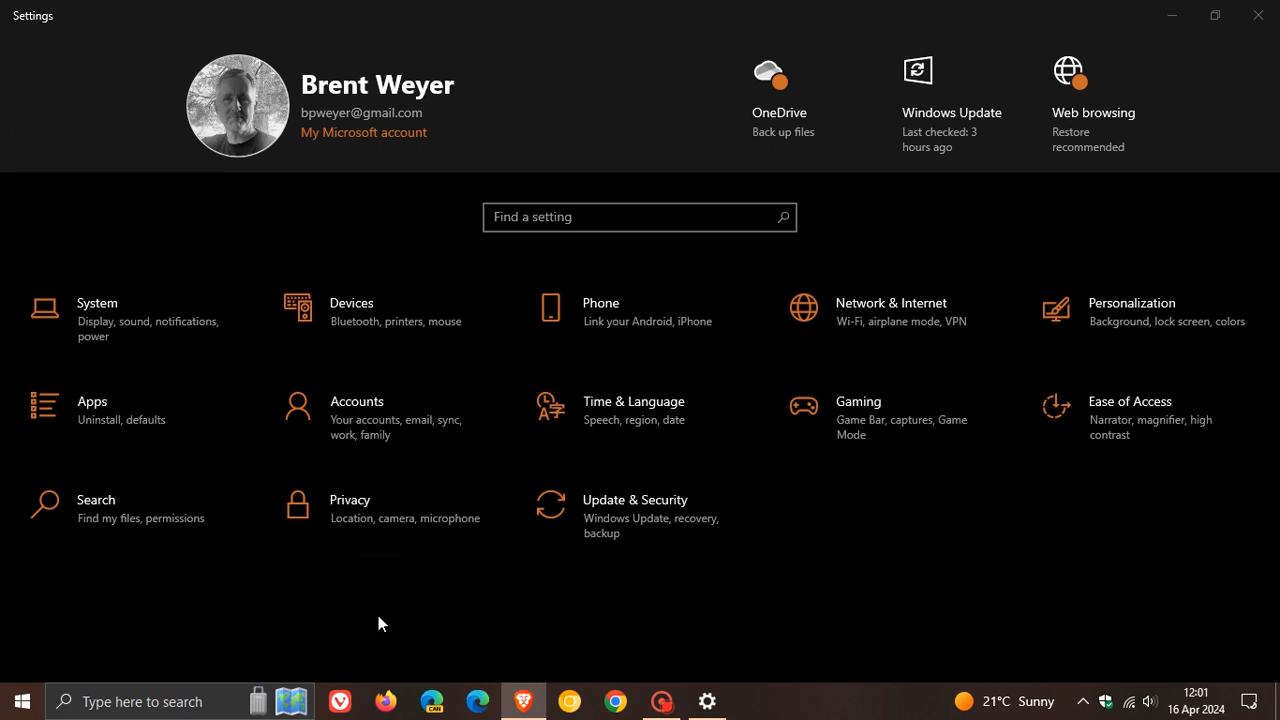 Settings
Brent Weyer
bpweyer@gmail.com
My Microsoft account
OneDrive
Back up files
Windows Update
Last checked: 3
hours ago
Web browsing
Restore
recommended
Find a setting
System
Display, sound, notifications,
power
Devices
Bluetooth, printers, mouse
Phone
Link your Android, iPhone
Network & Internet
Wi-Fi, airplane mode, VPN
Personalization
Background, lock screen, colors
Apps
Uninstall, defaults
Accounts
Your accounts, email, sync,
work, family
Time & Language
Speech, region, date
Gaming
Game Bar, captures, Game
Mode
Ease of Access
Narrator, magnifier, high
contrast
Search
Find my files, permissions
Privacy
Location, camera, microphone
Update & Security
Windows Update, recovery,
backup
Type here to search
CAN
21°C Sunny
12:01
16 Apr 2024